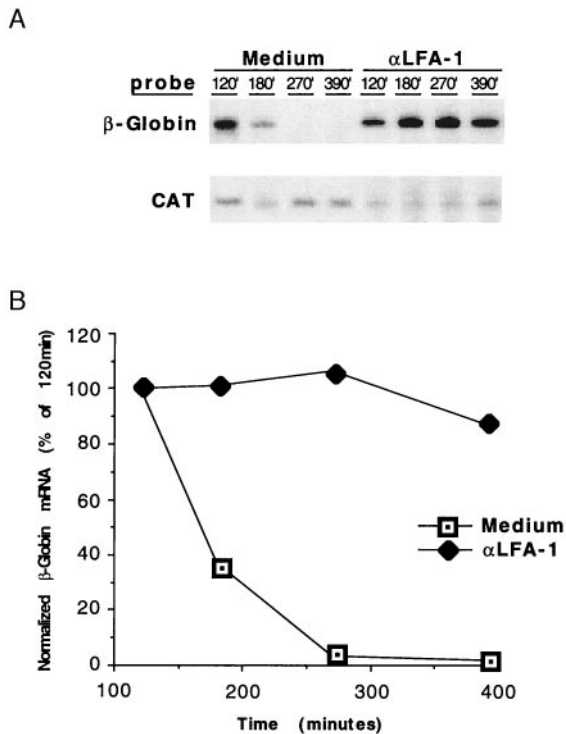 A
Medium αLFA-1
probe 120' 180' 270' 390' 120' 180' 270' 390'
β-Globin
CAT
B
Normalized β-Globin mRNA (% of 120min)
120
100
80
60
40
20
0
Medium
αLFA-1
100 200 300 400
Time (minutes)